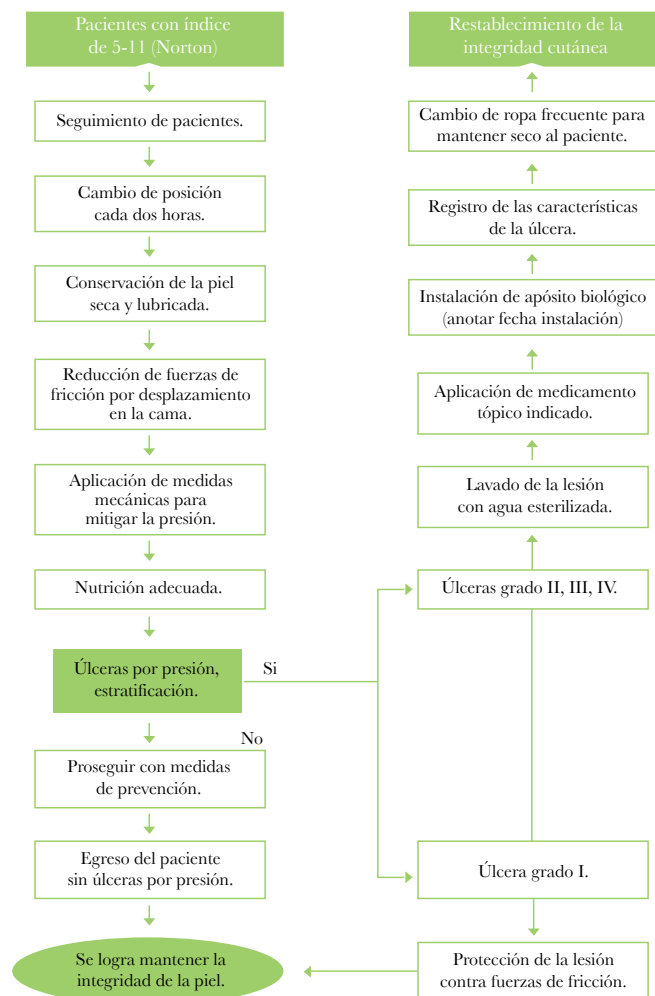 Pacientes con índice
de 5-11 (Norton)
Seguimiento de pacientes.
Cambio de posición
cada dos horas.
Conservación de la piel
seca y lubricada.
Reducción de fuerzas de
fricción por desplazamiento
en la cama.
Aplicación de medidas
mecánicas para
mitigar la presión.
Nutrición adecuada.
Úlceras por presión,
estratificación.
Si
No
Proseguir con medidas
de prevención.
Egreso del paciente
sin úlceras por presión.
Se logra mantener la
integridad de la piel.
Restablecimiento de la
integridad cutánea
Cambio de ropa frecuente para
mantener seco al paciente.
Registro de las características
de la úlcera.
Instalación de apósito biológico
(anotar fecha instalación)
Aplicación de medicamento
tópico indicado.
Lavado de la lesión
con agua esterilizada.
Úlceras grado II, III, IV.
Úlcera grado I.
Protección de la lesión
contra fuerzas de fricción.